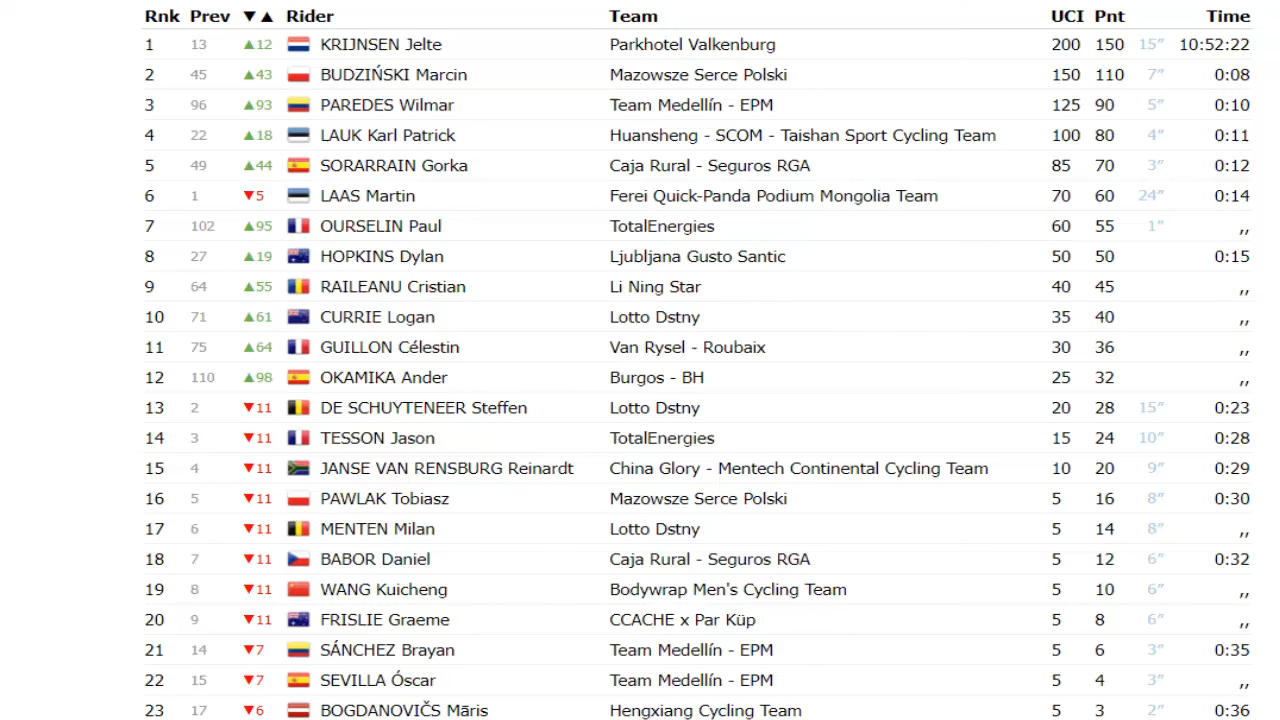 Rnk Prev ▼▲ Rider Team UCI Pnt Time
1 13 ▲12 KRIJNSEN Jelte Parkhotel Valkenburg 200 150 15″ 10:52:22
2 45 ▲43 BUDZIŃSKI Marcin Mazowsze Serce Polski 150 110 7″ 0:08
3 96 ▲93 PAREDES Wilmar Team Medellín - EPM 125 90 5″ 0:10
4 22 ▲18 LAUK Karl Patrick Huansheng - SCOM - Taishan Sport Cycling Team 100 80 4″ 0:11
5 49 ▲44 SORARRAIN Gorka Caja Rural - Seguros RGA 85 70 3″ 0:12
6 1 ▼5 LAAS Martin Ferei Quick-Panda Podium Mongolia Team 70 60 24″ 0:14
7 102 ▲95 OURSELIN Paul TotalEnergies 60 55 1″ ,,
8 27 ▲19 HOPKINS Dylan Ljubljana Gusto Santic 50 50 0:15
9 64 ▲55 RAILEANU Cristian Li Ning Star 40 45 ,,
10 71 ▲61 CURRIE Logan Lotto Dstny 35 40 ,,
11 75 ▲64 GUILLON Célestin Van Rysel - Roubaix 30 36 ,,
12 110 ▲98 OKAMIKA Ander Burgos - BH 25 32 ,,
13 2 ▼11 DE SCHUYTENEER Steffen Lotto Dstny 20 28 15″ 0:23
14 3 ▼11 TESSON Jason TotalEnergies 15 24 10″ 0:28
15 4 ▼11 JANSE VAN RENSBURG Reinardt China Glory - Mentech Continental Cycling Team 10 20 9″ 0:29
16 5 ▼11 PAWLAK Tobiasz Mazowsze Serce Polski 5 16 8″ 0:30
17 6 ▼11 MENTEN Milan Lotto Dstny 5 14 8″ ,,
18 7 ▼11 BABOR Daniel Caja Rural - Seguros RGA 5 12 6″ 0:32
19 8 ▼11 WANG Kuicheng Bodywrap Men's Cycling Team 5 10 6″ ,,
20 9 ▼11 FRISLIE Graeme CCACHE x Par Küp 5 8 6″ ,,
21 14 ▼7 SÁNCHEZ Brayan Team Medellín - EPM 5 6 3″ 0:35
22 15 ▼7 SEVILLA Óscar Team Medellín - EPM 5 4 3″ ,,
23 17 ▼6 BOGDANOVIČS Māris Hengxiang Cycling Team 5 3 2″ 0:36